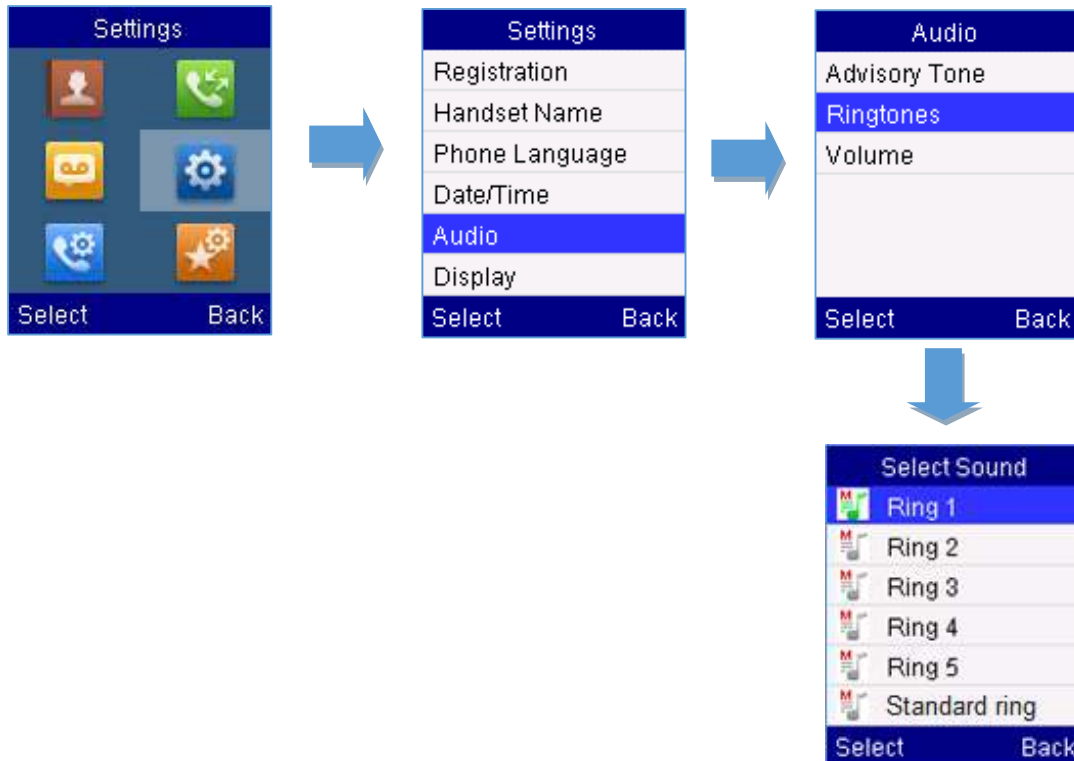 Settings
Select Back
Settings
Registration
Handset Name
Phone Language
Date/Time
Audio
Display
Select Back
Audio
Advisory Tone
Ringtones
Volume
Select Back
Select Sound
M Ring 1
M Ring 2
M Ring 3
M Ring 4
M Ring 5
M Standard ring
Select Back